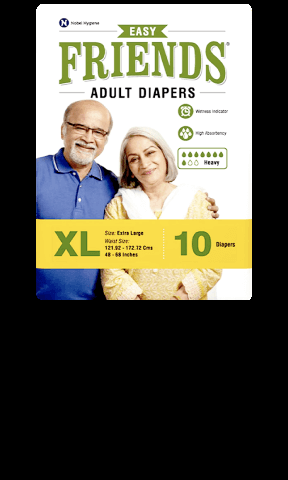 Nobel Hygiene
EASY
FRIENDS®
ADULT DIAPERS
Wetness Indicator
High Absorbency
Heavy
XL
Size: Extra Large
Waist Size:
121.92 - 172.72 Cms
48 - 68 Inches
10 Diapers